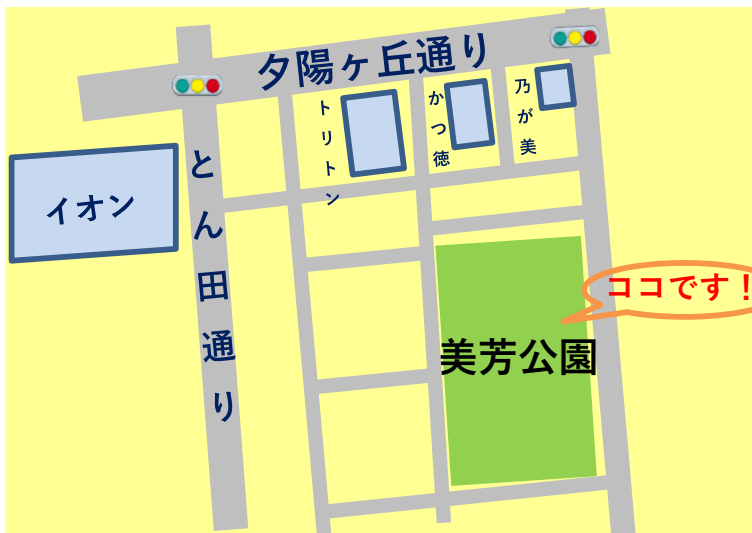 夕陽ヶ丘通り
トリトン
かつ徳
乃が美
イオン
とん田通り
ココです！
美芳公園